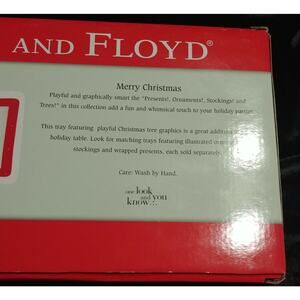 AND FLOYD®
Merry Christmas
Playful and graphically smart the "Presents!, Ornaments!, Stockings! and
Trees!" in this collection add a fun and whimsical touch to your holiday parties.
This tray featuring playful Christmas tree graphics is a great addition
holiday table. Look for matching trays featuring illustrated
stockings and wrapped presents, each sold separately.
Care: Wash by Hand.
one look
and you
know...